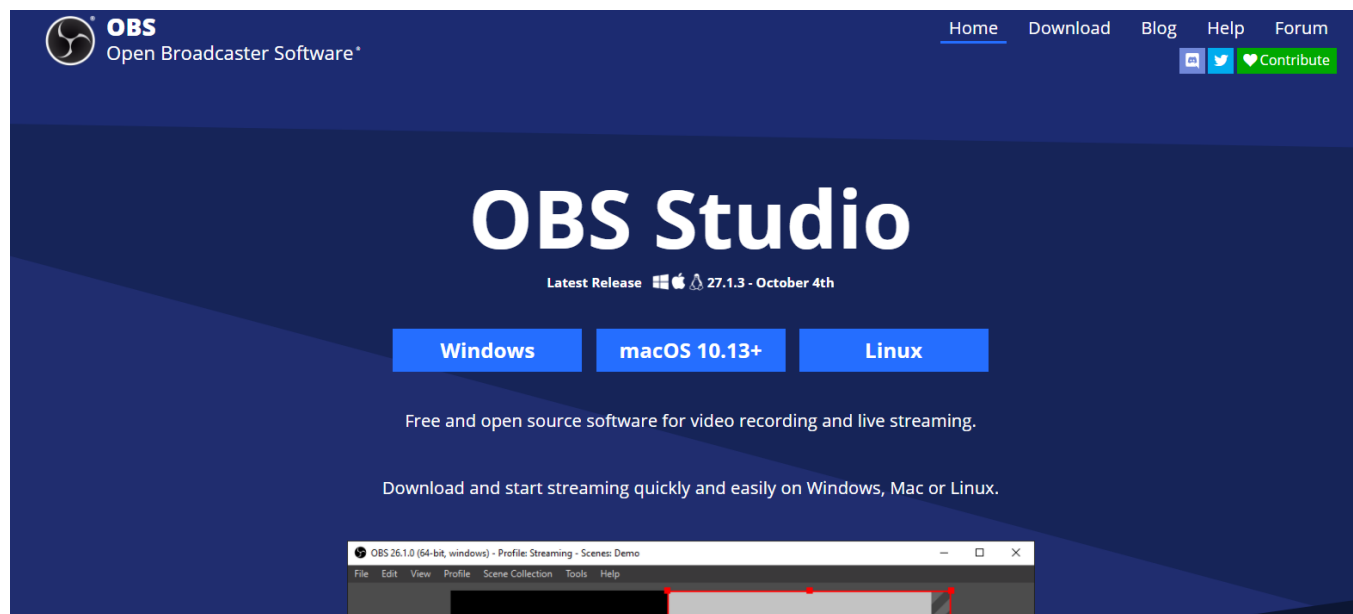 OBS
Open Broadcaster Software®
Home Download Blog Help Forum
Contribute
OBS Studio
Latest Release 27.1.3 - October 4th
Windows macOS 10.13+ Linux
Free and open source software for video recording and live streaming.
Download and start streaming quickly and easily on Windows, Mac or Linux.
OBS 26.1.0 (64-bit, windows) - Profile: Streaming - Scenes: Demo
File Edit View Profile Scene Collection Tools Help